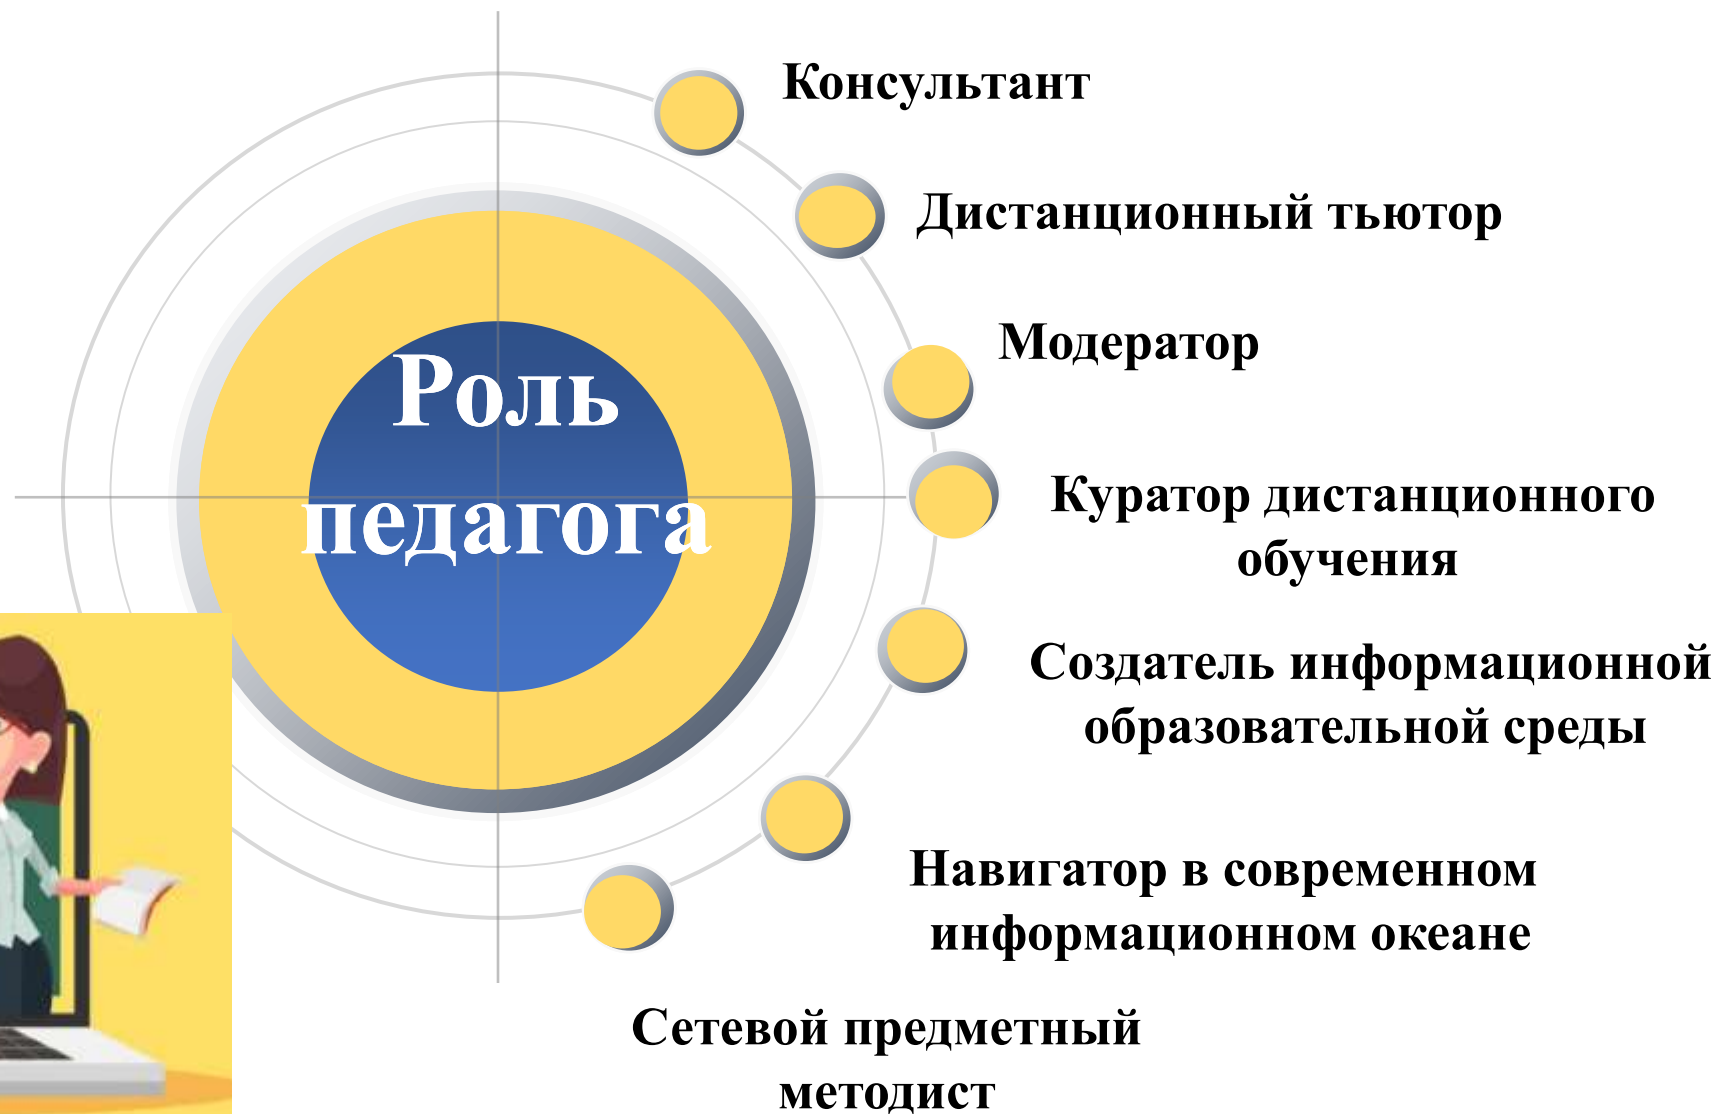 Консультант
Дистанционный тьютор
Модератор
Роль
педагога
Куратор дистанционного
обучения
Создатель информационной
образовательной среды
Навигатор в современном
информационном океане
Сетевой предметный
методист